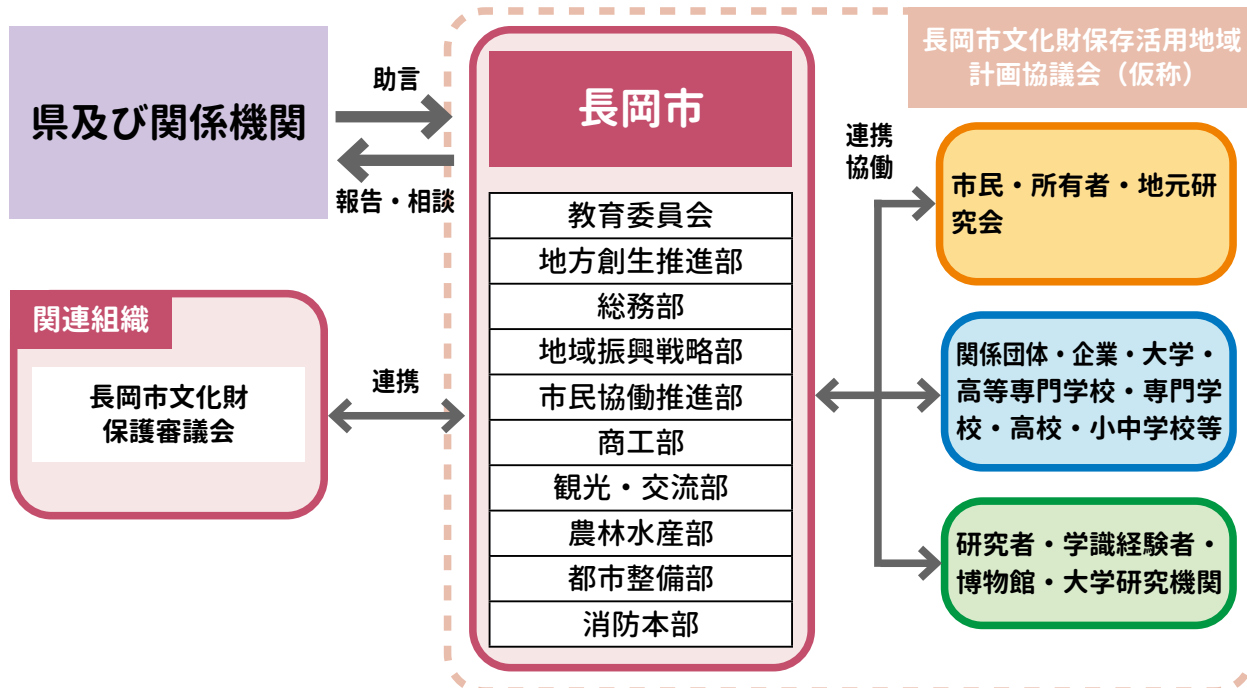 長岡市文化財保存活用地域
計画協議会（仮称）
県及び関係機関
助言
報告・相談
長岡市
教育委員会
地方創生推進部
総務部
地域振興戦略部
市民協働推進部
商工部
観光・交流部
農林水産部
都市整備部
消防本部
関連組織
長岡市文化財
保護審議会
連携
連携
協働
市民・所有者・地元研
究会
関係団体・企業・大学・
高等専門学校・専門学
校・高校・小中学校等
研究者・学識経験者・
博物館・大学研究機関